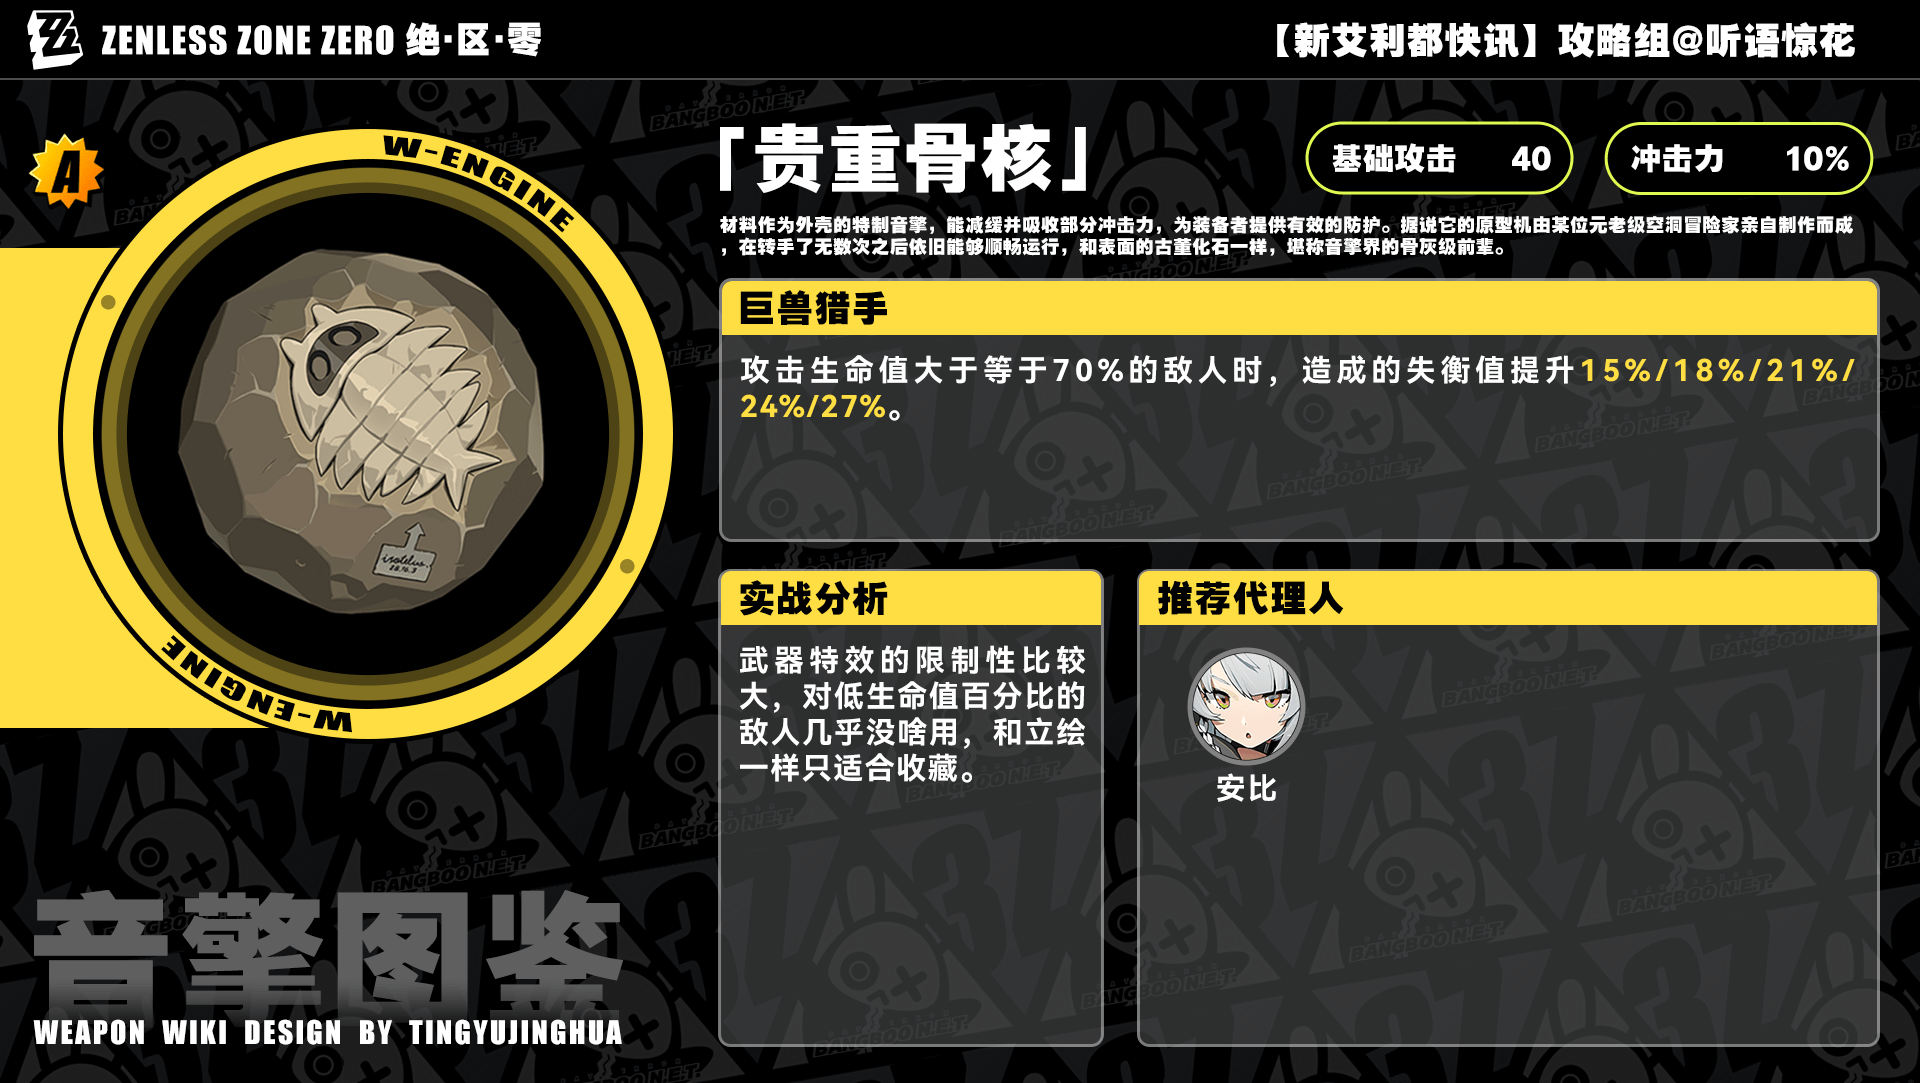 ZENLESS ZONE ZERO 绝·区·零
【新艾利都快讯】攻略组@听语惊花
A
W-ENGINE
W-ENGINE
isotelus.
「贵重骨核」
基础攻击 40
冲击力 10%
材料作为外壳的特制音擎，能减缓并吸收部分冲击力，为装备者提供有效的防护。据说它的原型机由某位元老级空洞冒险家亲自制作而成
，在转手了无数次之后依旧能够顺畅运行，和表面的古董化石一样，堪称音擎界的骨灰级前辈。
巨兽猎手
攻击生命值大于等于70%的敌人时，造成的失衡值提升15%/18%/21%/
24%/27%。
实战分析
武器特效的限制性比较
大，对低生命值百分比的
敌人几乎没啥用，和立绘
一样只适合收藏。
推荐代理人
安比
音擎图鉴
WEAPON WIKI DESIGN BY TINGYUJINGHUA
BANGBOO N.E.T.